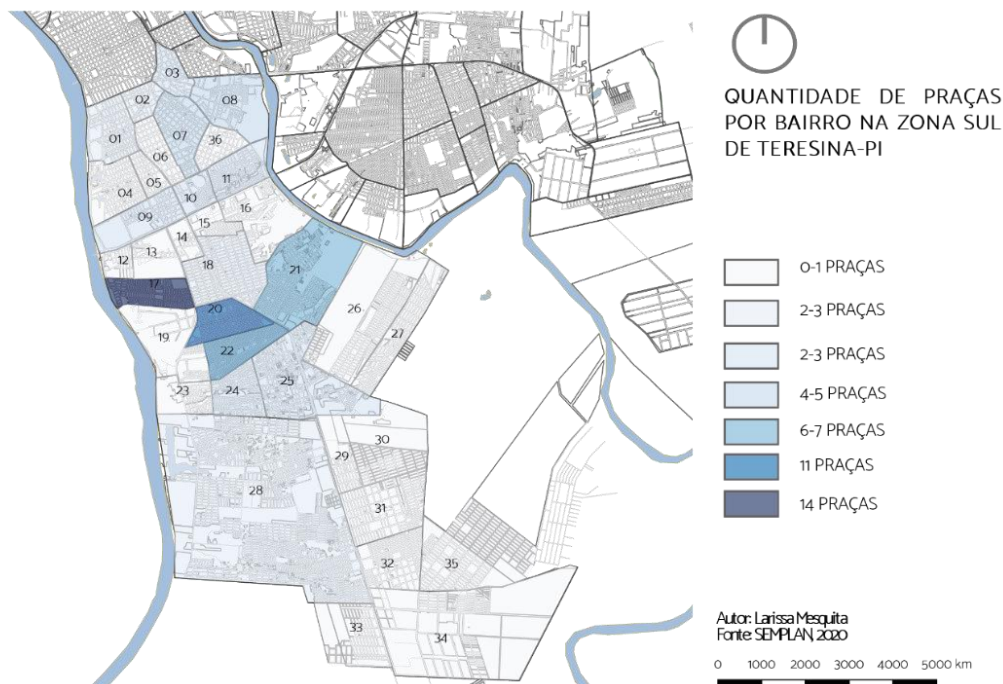 QUANTIDADE DE PRAÇAS
POR BAIRRO NA ZONA SUL
DE TERESINA-PI
0-1 PRAÇAS
2-3 PRAÇAS
2-3 PRAÇAS
4-5 PRAÇAS
6-7 PRAÇAS
11 PRAÇAS
14 PRAÇAS
Autor: Larissa Mesquita
Fonte: SEMPLAN, 2020
0 1000 2000 3000 4000 5000 km
03
02 08
01 07 36
06
04 05 11
10
09 16
15
14
12 13
18
17 21
20 26
19 22 27
23 24 25
29 30
28
31
32 35
33 34